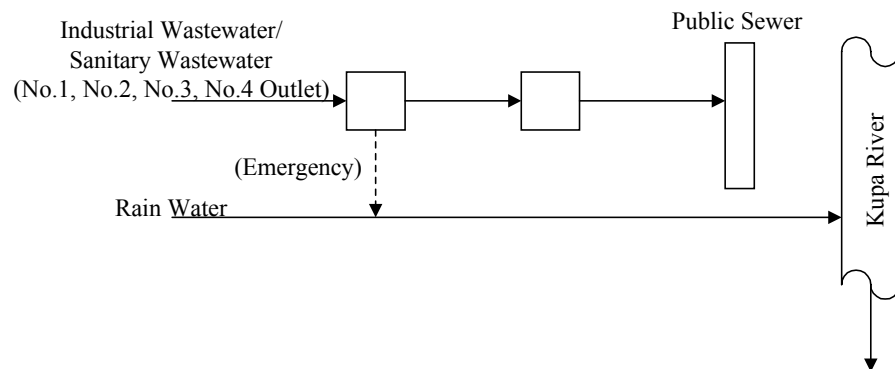 Industrial Wastewater/
Sanitary Wastewater
(No.1, No.2, No.3, No.4 Outlet)
Public Sewer
(Emergency)
Rain Water
Kupa River